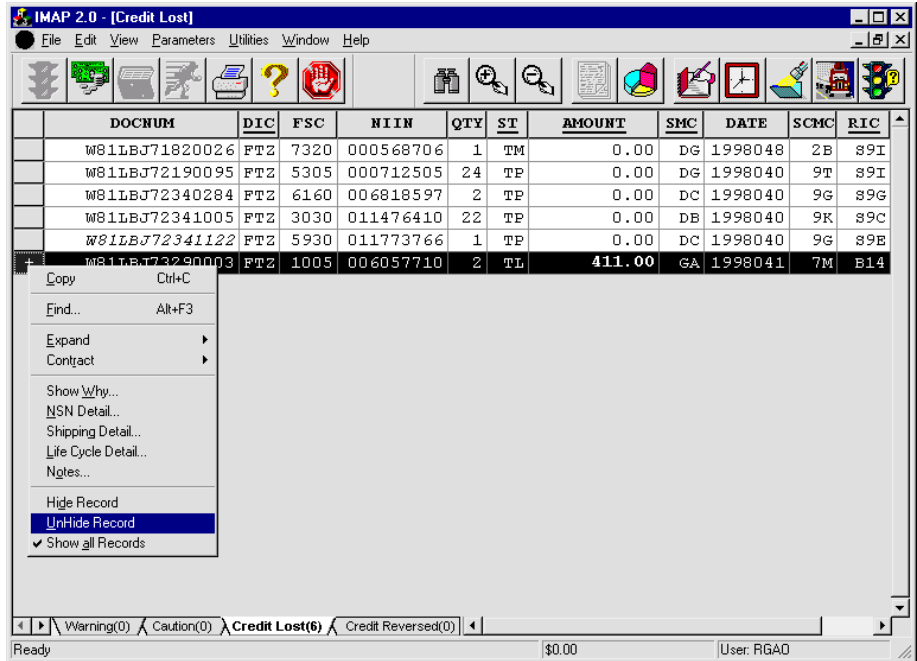 IMAP 2.0 - [Credit Lost]
File Edit View Parameters Utilities Window Help
DOCNUM DIC FSC NIIN QTY ST AMOUNT SMC DATE SCMC RIC
W81LBJ71820026 FTZ 7320 000568706 1 TM 0.00 DG 1998048 2B S9I
W81LBJ72190095 FTZ 5305 000712505 24 TP 0.00 DG 1998040 9T S9I
W81LBJ72340284 FTZ 6160 006818597 2 TP 0.00 DC 1998040 9G S9G
W81LBJ72341005 FTZ 3030 011476410 22 TP 0.00 DB 1998040 9K S9C
W81LBJ72341122 FTZ 5930 011773766 1 TP 0.00 DC 1998040 9G S9E
+ W81LBJ73290003 FTZ 1005 006057710 2 TL 411.00 GA 1998041 7M B14
Copy Ctrl+C
Find... Alt+F3
Expand
Contract
Show Why...
NSN Detail...
Shipping Detail...
Life Cycle Detail...
Notes...
Hide Record
UnHide Record
Show all Records
Warning(0) Caution(0) Credit Lost(6) Credit Reversed(0)
Ready $0.00 User: RGAO